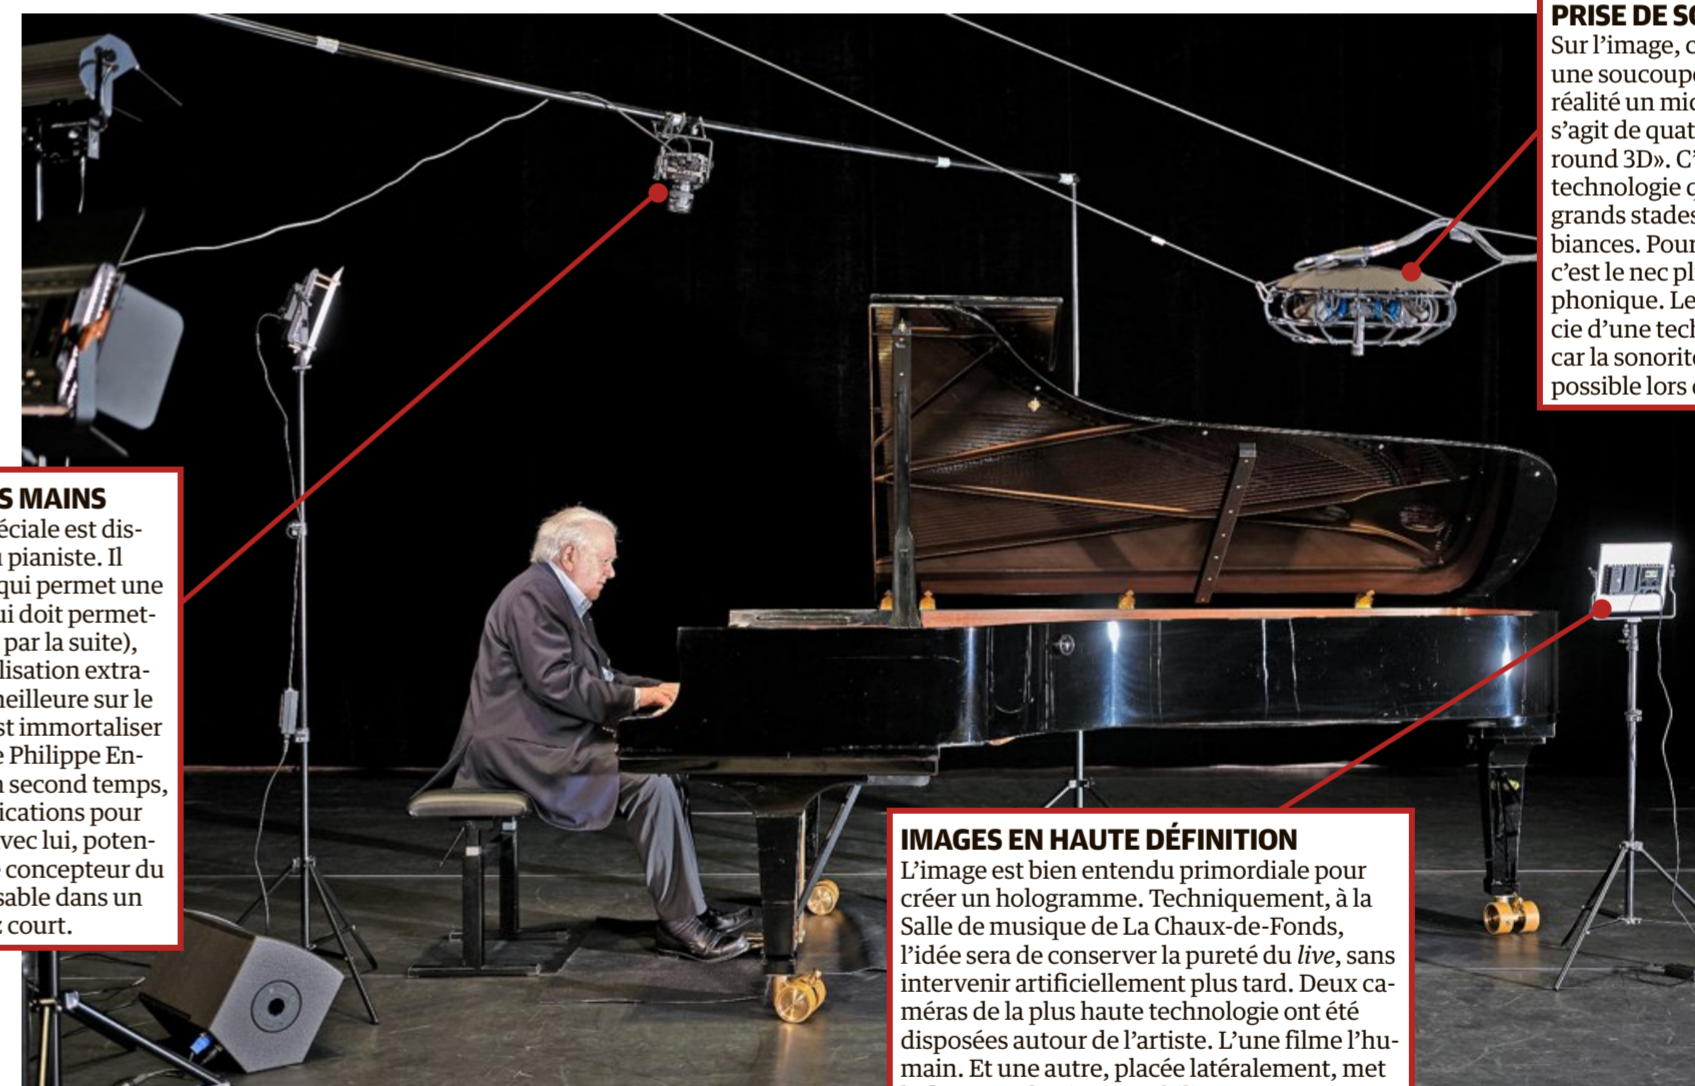 S MAINS
éciale est dis-
u pianiste. Il
qui permet une
ui doit permet-
par la suite),
lisation extra-
neilleure sur le
st immortaliser
e Philippe En-
n second temps,
ications pour
vec lui, poten-
e concepteur du
sable dans un
z court.
PRISE DE SO
Sur l’image, c
une soucoupe
réalité un mic
s’agit de quat
round 3D». C’
technologie q
grands stades
biances. Pour
c’est le nec pl
phonique. Le
cie d’une tech
car la sonorité
possible lors d
IMAGES EN HAUTE DÉFINITION
L’image est bien entendu primordiale pour
créer un hologramme. Techniquement, à la
Salle de musique de La Chaux-de-Fonds,
l’idée sera de conserver la pureté du live, sans
intervenir artificiellement plus tard. Deux ca-
méras de la plus haute technologie ont été
disposées autour de l’artiste. L’une filme l’hu-
main. Et une autre, placée latéralement, met